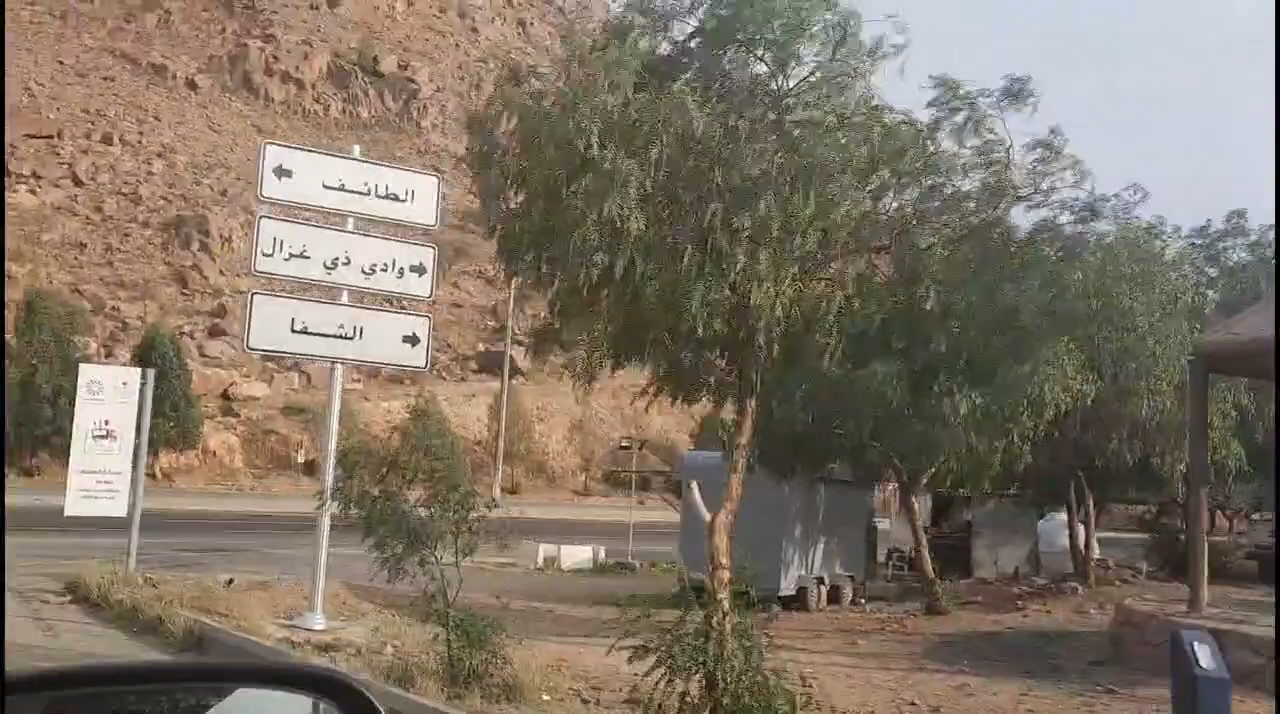 الطائف
وادي ذي غزال
الشفا